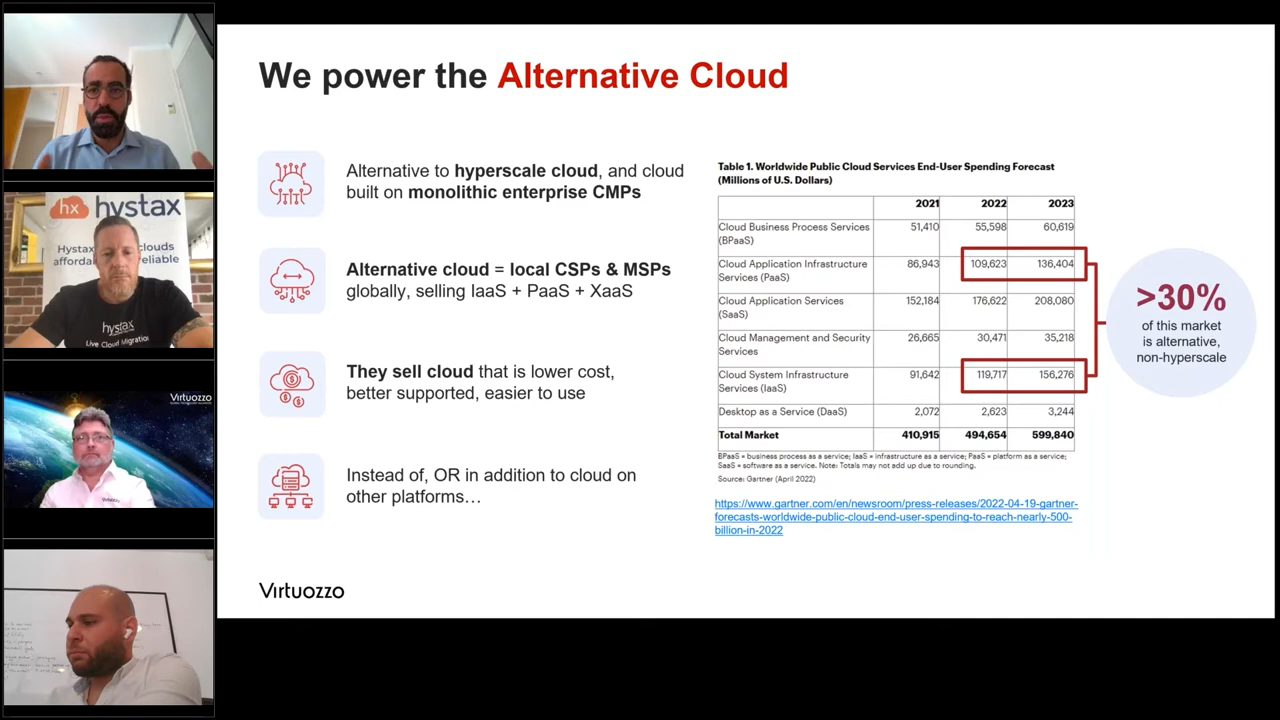 We power the Alternative Cloud
Alternative to hyperscale cloud, and cloud
built on monolithic enterprise CMPs
Alternative cloud = local CSPs & MSPs
globally, selling IaaS + PaaS + XaaS
They sell cloud that is lower cost,
better supported, easier to use
Instead of, OR in addition to cloud on
other platforms…
Virtuozzo
Table 1. Worldwide Public Cloud Services End-User Spending Forecast
(Millions of U.S. Dollars)
2021 2022 2023
Cloud Business Process Services
(BPaaS) 51,410 55,598 60,619
Cloud Application Infrastructure
Services (PaaS) 86,943 109,623 136,404
Cloud Application Services
(SaaS) 152,184 176,622 208,080
Cloud Management and Security
Services 26,665 30,471 35,218
Cloud System Infrastructure
Services (IaaS) 91,642 119,717 156,276
Desktop as a Service (DaaS) 2,072 2,623 3,244
Total Market 410,915 494,654 599,840
BPaaS = business process as a service; IaaS = infrastructure as a service; PaaS = platform as a service;
SaaS = software as a service. Note: Totals may not add up due to rounding.
Source: Gartner (April 2022)
https://www.gartner.com/en/newsroom/press-releases/2022-04-19-gartner-
forecasts-worldwide-public-cloud-end-user-spending-to-reach-nearly-500-
billion-in-2022
>30%
of this market
is alternative,
non-hyperscale
hx hystax
Hystax clouds
hystax
Live Cloud Migration
Virtuozzo